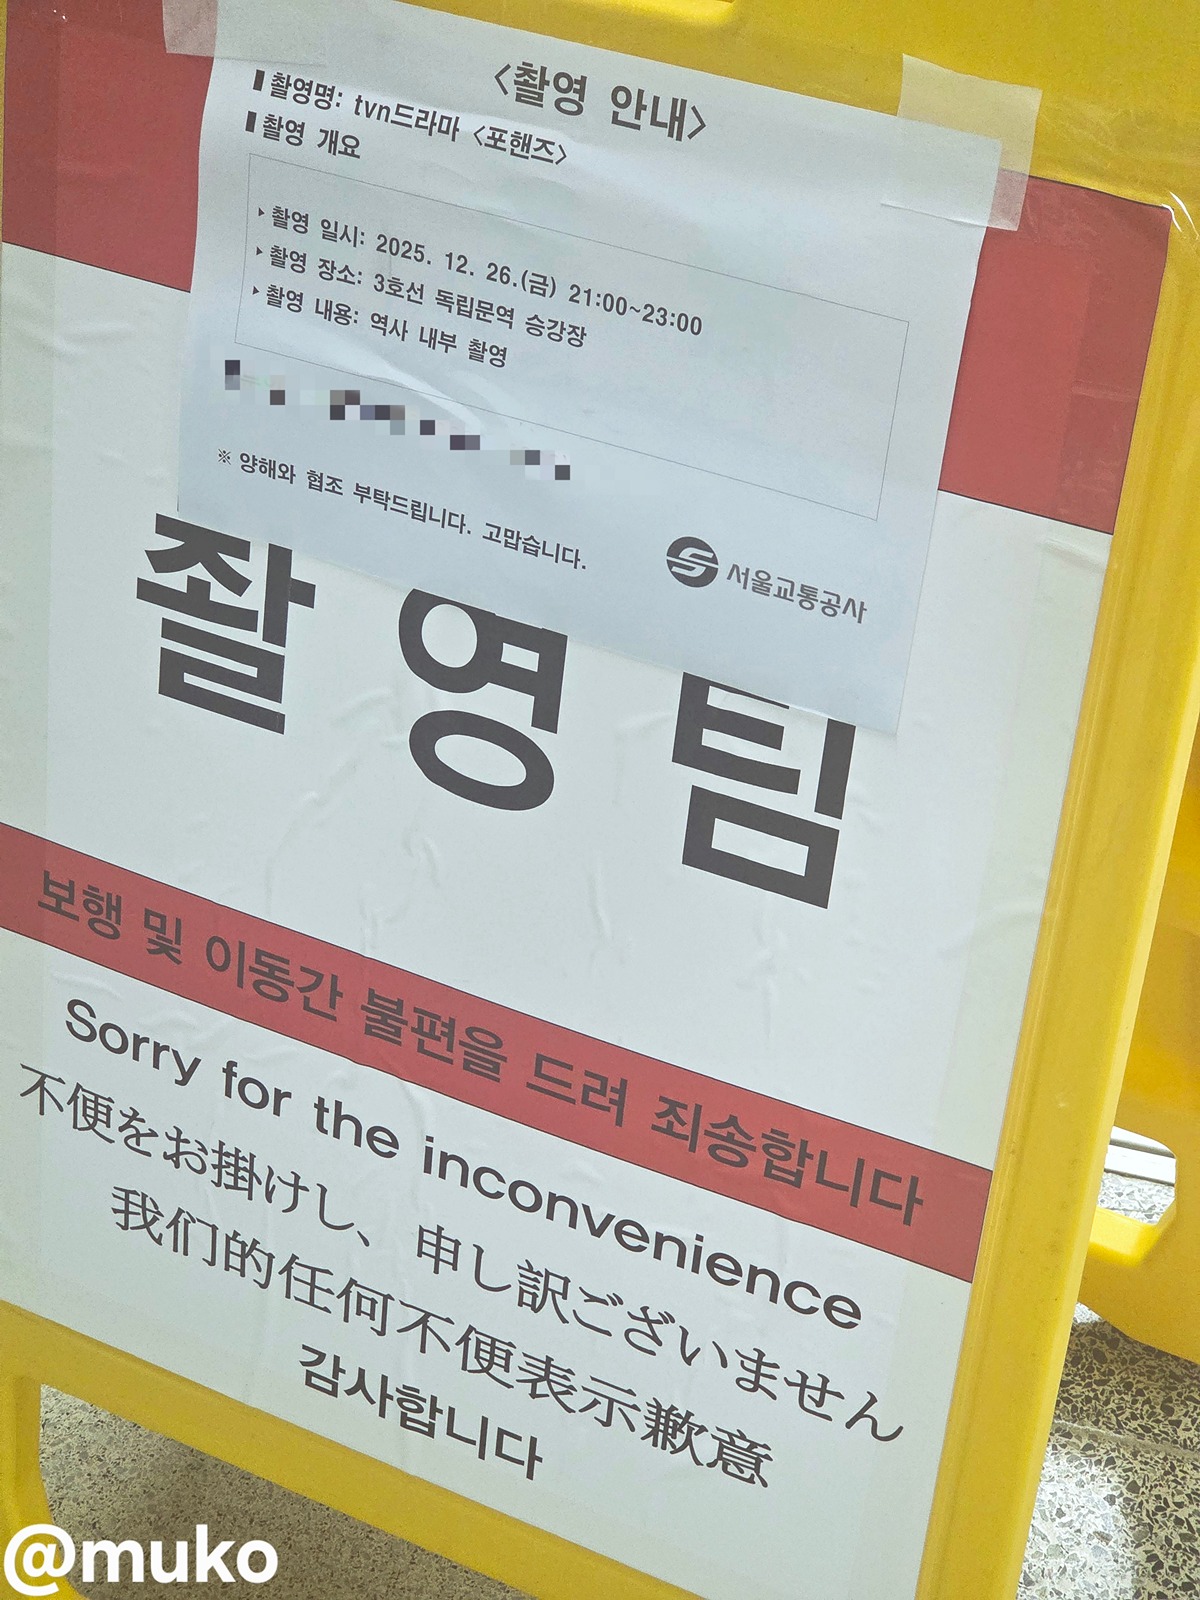 <촬영 안내>
▮촬영명: tvn드라마 <포핸즈>
▮촬영 개요
▸촬영 일시: 2025. 12. 26.(금) 21:00~23:00
▸촬영 장소: 3호선 독립문역 승강장
▸촬영 내용: 역사 내부 촬영
※ 양해와 협조 부탁드립니다. 고맙습니다.
서울교통공사
촬영팀
보행 및 이동간 불편을 드려 죄송합니다
Sorry for the inconvenience
不便をお掛けし、申し訳ございません
我们的任何不便表示歉意
감사합니다
@muko